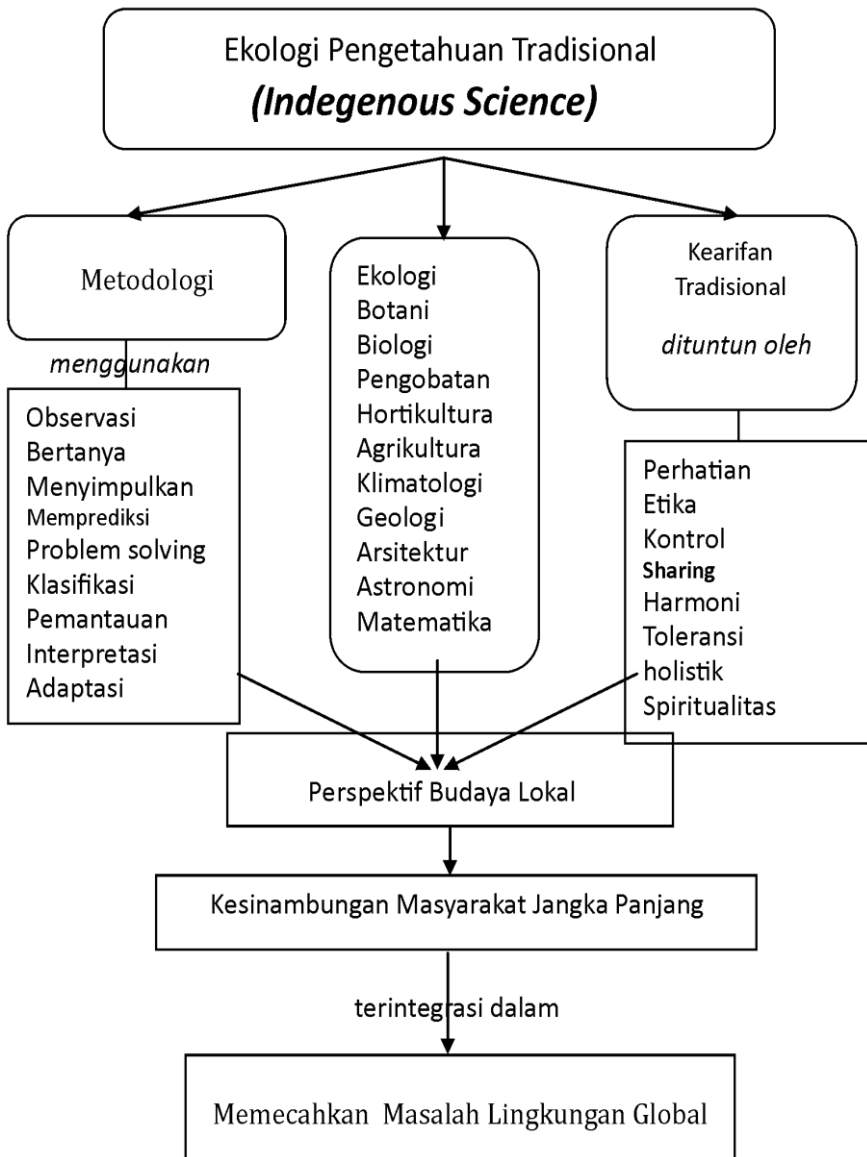 Ekologi Pengetahuan Tradisional
(Indegenous Science)
Metodologi
menggunakan
Observasi
Bertanya
Menyimpulkan
Memprediksi
Problem solving
Klasifikasi
Pemantauan
Interpretasi
Adaptasi
Ekologi
Botani
Biologi
Pengobatan
Hortikultura
Agrikultura
Klimatologi
Geologi
Arsitektur
Astronomi
Matematika
Kearifan
Tradisional
dituntun oleh
Perhatian
Etika
Kontrol
Sharing
Harmoni
Toleransi
holistik
Spiritualitas
Perspektif Budaya Lokal
Kesinambungan Masyarakat Jangka Panjang
terintegrasi dalam
Memecahkan Masalah Lingkungan Global